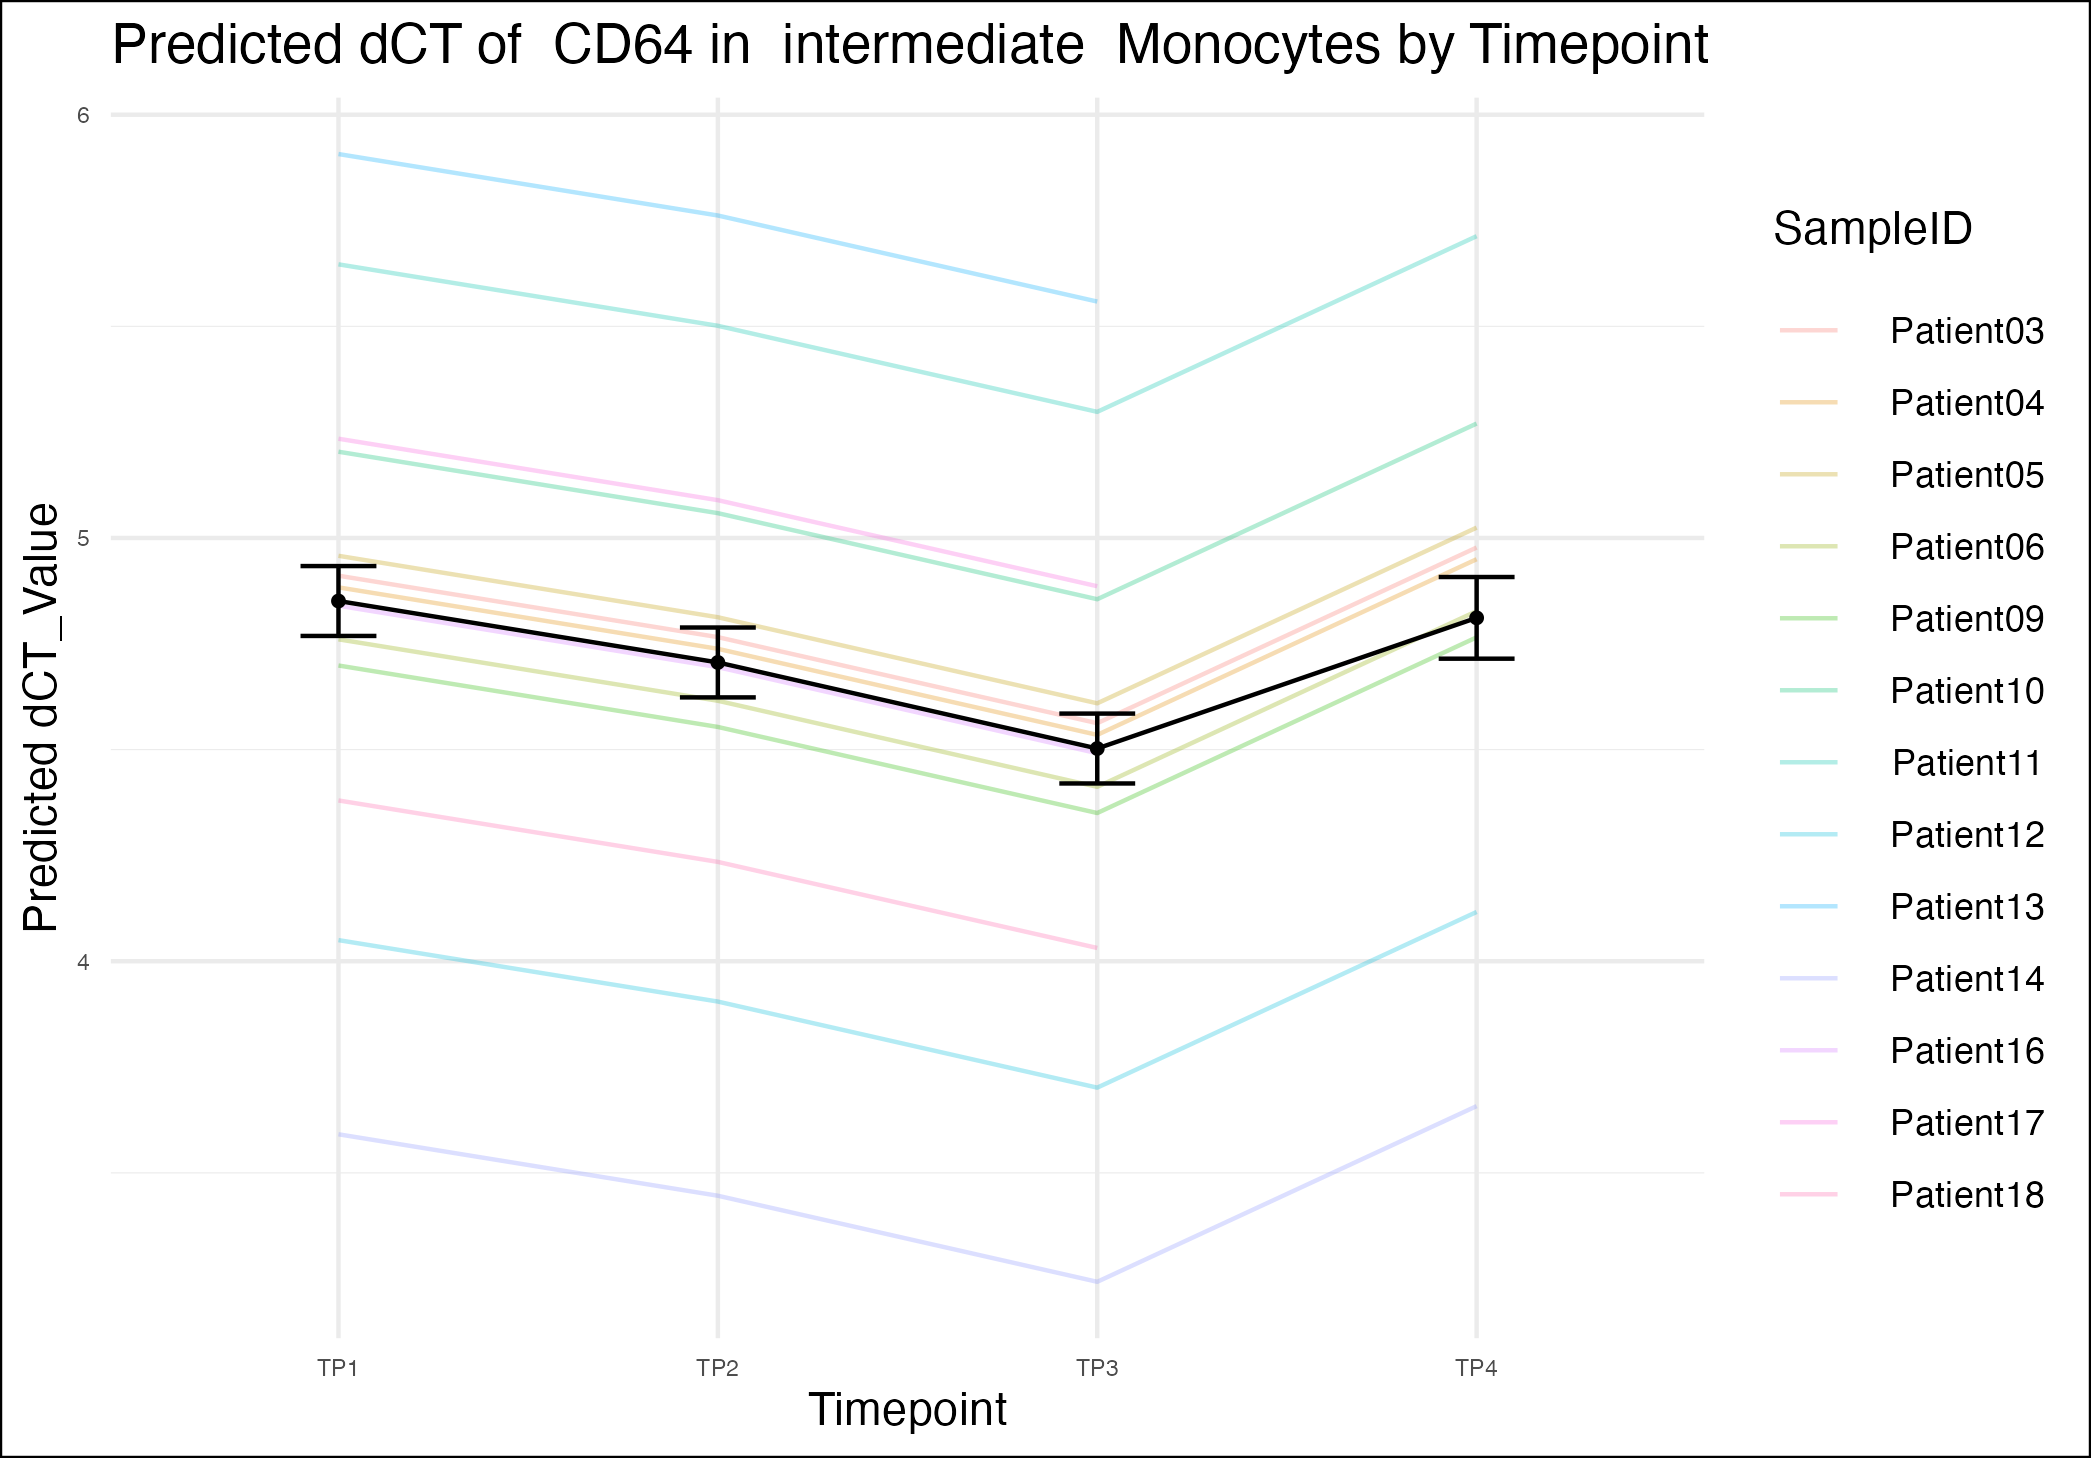 Predicted dCT of  CD64 in  intermediate  Monocytes by Timepoint
6
5
4
Predicted dCT_Value
TP1
TP2
TP3
TP4
Timepoint
SampleID
Patient03
Patient04
Patient05
Patient06
Patient09
Patient10
Patient11
Patient12
Patient13
Patient14
Patient16
Patient17
Patient18